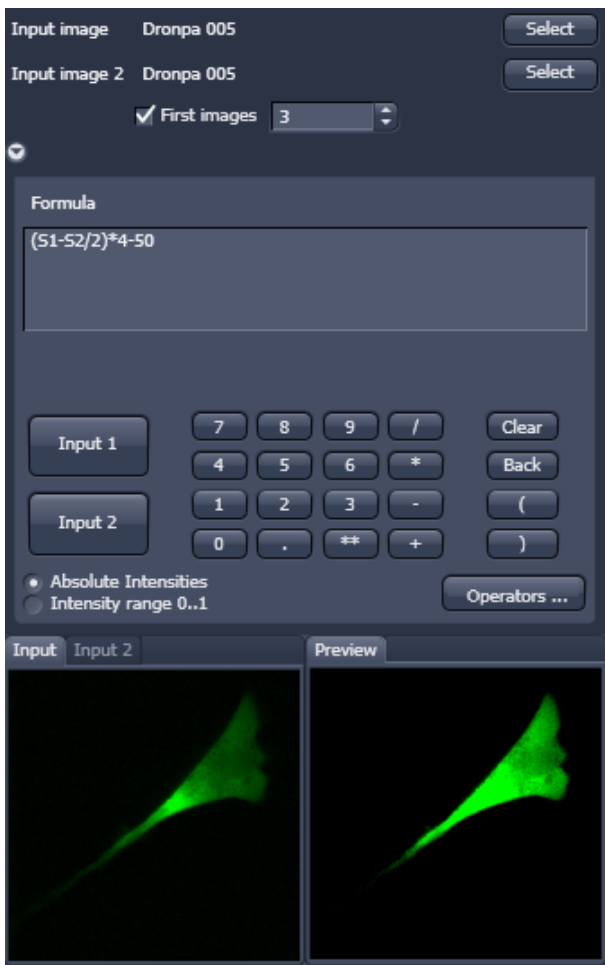 Input image Dronpa 005 Select
Input image 2 Dronpa 005 Select
First images 3
Formula
(S1-S2/2)*4-50
Input 1
7 8 9 / Clear
4 5 6 * Back
Input 2
1 2 3 - (
0 . ** + )
Absolute Intensities
Intensity range 0..1
Operators ...
Input Input 2 Preview